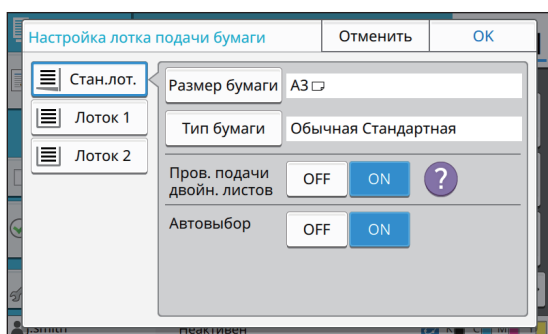 Настройка лотка подачи бумаги
Отменить
OK
Стан.лот.
Лоток 1
Лоток 2
Размер бумаги
A3
Тип бумаги
Обычная Стандартная
Пров. подачи
двойн. листов
OFF
ON
?
Автовыбор
OFF
ON
j.smith
Неактивен
K
C
M